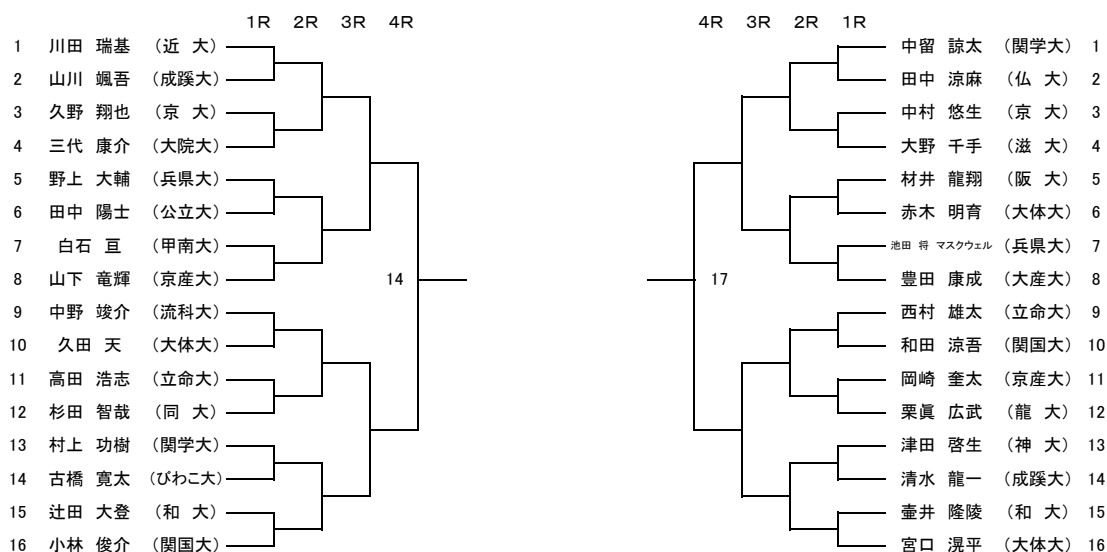 1R 2R 3R 4R
1 川田 瑞基 (近 大)
2 山川 颯吾 (成蹊大)
3 久野 翔也 (京 大)
4 三代 康介 (大院大)
5 野上 大輔 (兵県大)
6 田中 陽士 (公立大)
7 白石 亘 (甲南大)
8 山下 竜輝 (京産大)
14
9 中野 竣介 (流科大)
10 久田 天 (大体大)
11 高田 浩志 (立命大)
12 杉田 智哉 (同 大)
13 村上 功樹 (関学大)
14 古橋 寛太 (びわこ大)
15 辻田 大登 (和 大)
16 小林 俊介 (関国大)
4R 3R 2R 1R
中留 諒太 (関学大) 1
田中 涼麻 (仏 大) 2
中村 悠生 (京 大) 3
大野 千手 (滋 大) 4
材井 龍翔 (阪 大) 5
赤木 明育 (大体大) 6
池田 将 マスクウェル (兵県大) 7
豊田 康成 (大産大) 8
17
西村 雄太 (立命大) 9
和田 涼吾 (関国大) 10
岡崎 奎太 (京産大) 11
栗眞 広武 (龍 大) 12
津田 啓生 (神 大) 13
清水 龍一 (成蹊大) 14
壷井 隆陵 (和 大) 15
宮口 滉平 (大体大) 16